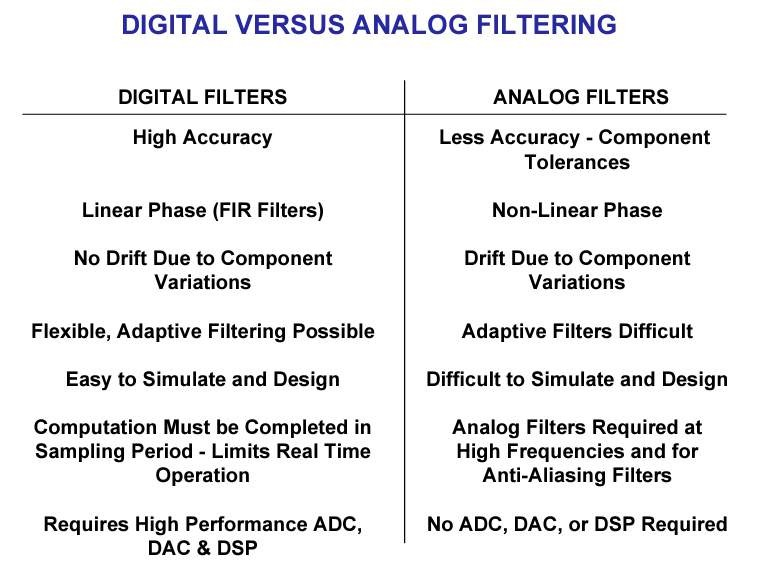 DIGITAL VERSUS ANALOG FILTERING
DIGITAL FILTERS
ANALOG FILTERS
High Accuracy
Less Accuracy - Component
Tolerances
Linear Phase (FIR Filters)
Non-Linear Phase
No Drift Due to Component
Variations
Drift Due to Component
Variations
Flexible, Adaptive Filtering Possible
Adaptive Filters Difficult
Easy to Simulate and Design
Difficult to Simulate and Design
Computation Must be Completed in
Sampling Period - Limits Real Time
Operation
Analog Filters Required at
High Frequencies and for
Anti-Aliasing Filters
Requires High Performance ADC,
DAC & DSP
No ADC, DAC, or DSP Required